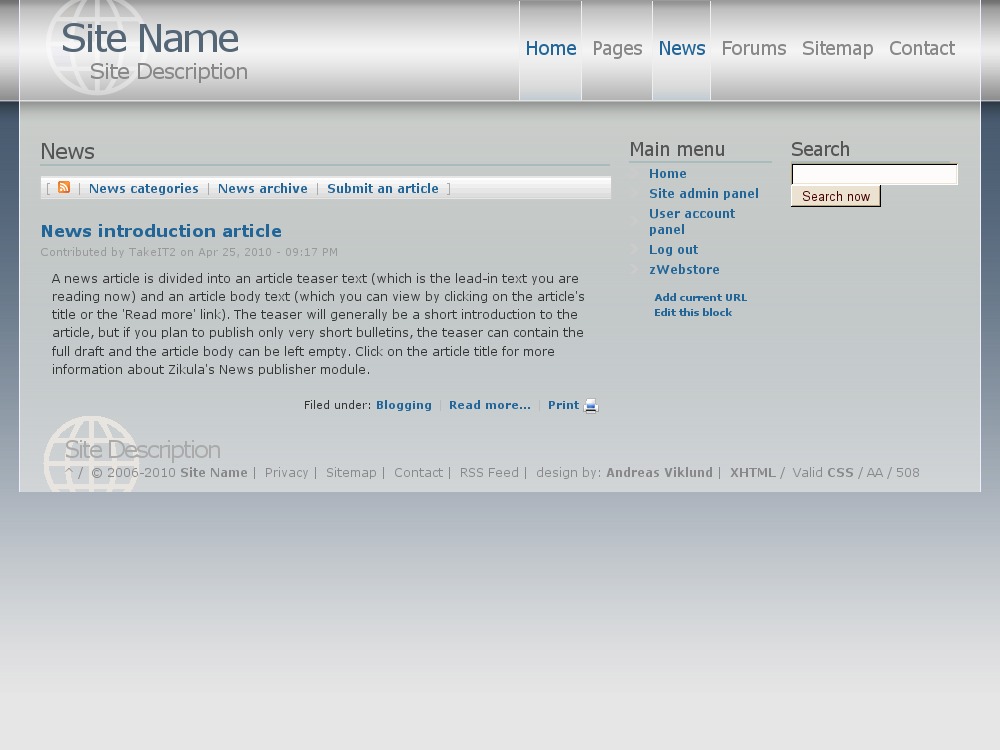 Site Name
Site Description
Home Pages News Forums Sitemap Contact
News
[ | News categories | News archive | Submit an article ]
News introduction article
Contributed by TakeIT2 on Apr 25, 2010 - 09:17 PM
A news article is divided into an article teaser text (which is the lead-in text you are
reading now) and an article body text (which you can view by clicking on the article's
title or the 'Read more' link). The teaser will generally be a short introduction to the
article, but if you plan to publish only very short bulletins, the teaser can contain the
full draft and the article body can be left empty. Click on the article title for more
information about Zikula's News publisher module.
Filed under: Blogging | Read more... | Print
Main menu
Home
Site admin panel
User account
panel
Log out
zWebstore
Add current URL
Edit this block
Search
Search now
Site Description
^ / © 2006-2010 Site Name | Privacy | Sitemap | Contact | RSS Feed | design by: Andreas Viklund | XHTML / Valid CSS / AA / 508